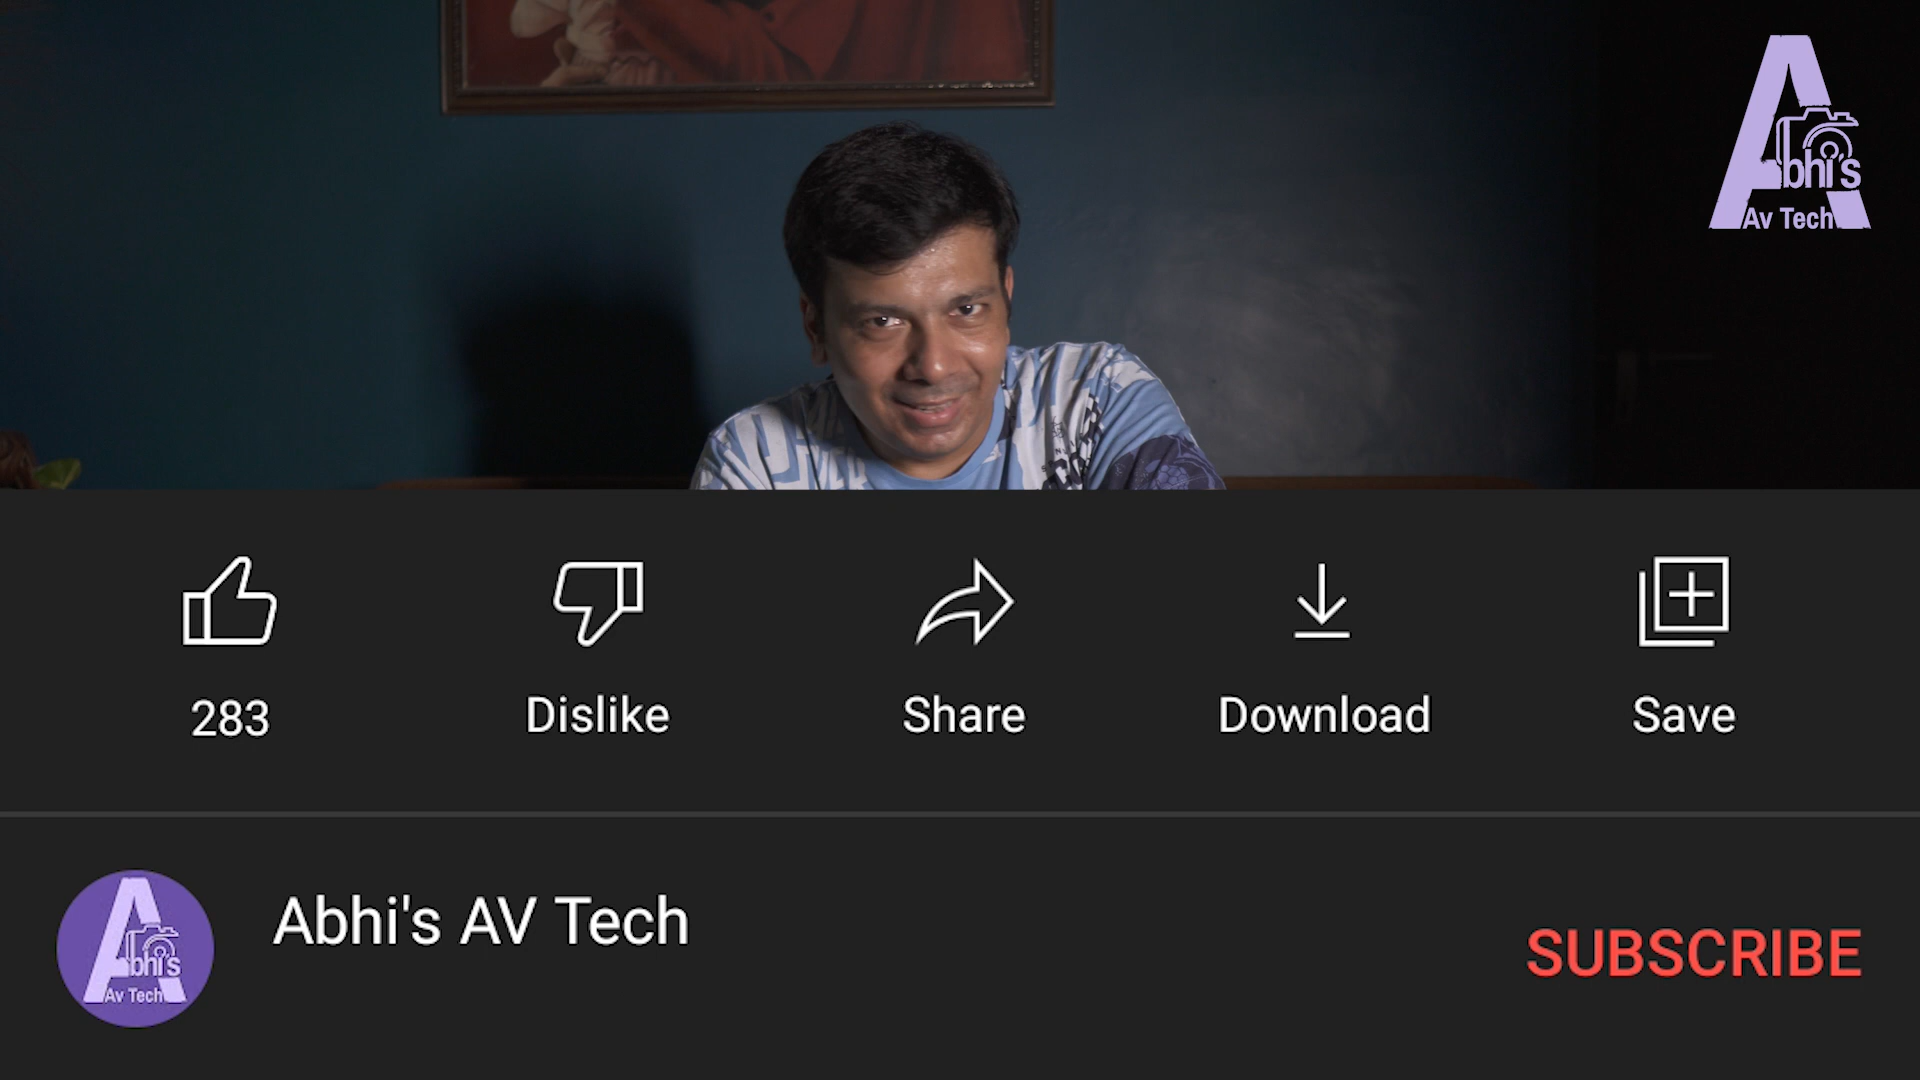 Abhi's
Av Tech
283
Dislike
Share
Download
Save
Abhi's
Av Tech
Abhi's AV Tech
SUBSCRIBE